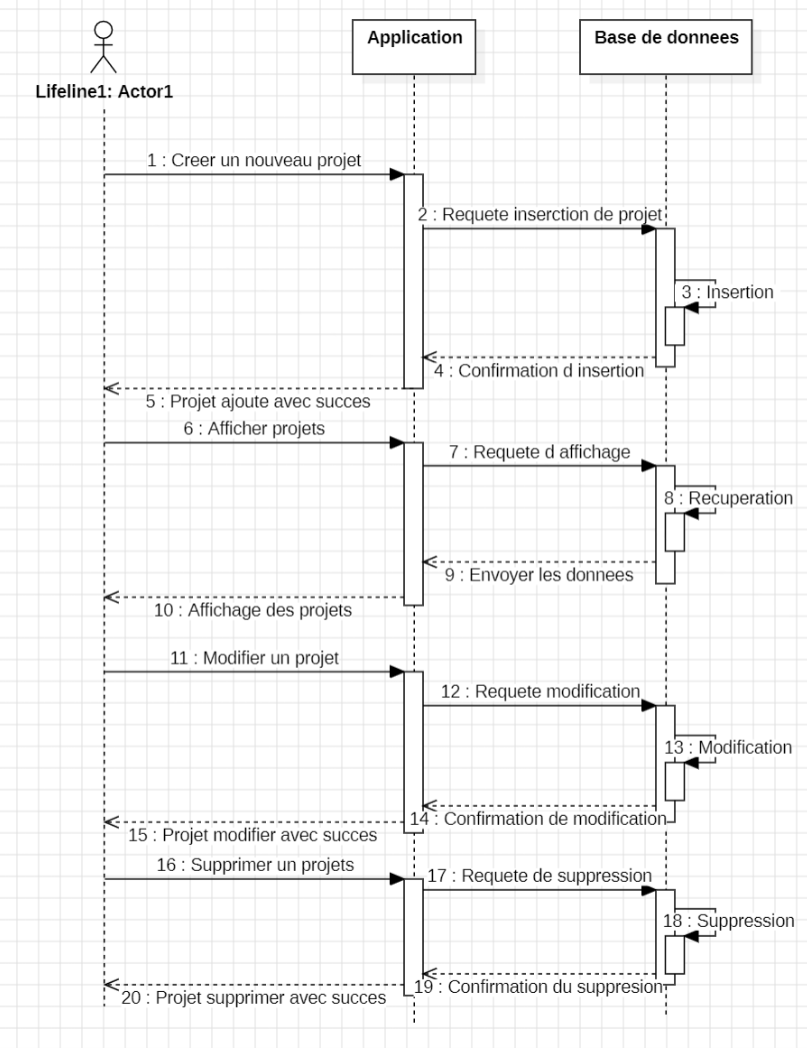 Application
Base de donnees
Lifeline1: Actor1
1 : Creer un nouveau projet
2 : Requete inserction de projet
3 : Insertion
4 : Confirmation d insertion
5 : Projet ajoute avec succes
6 : Afficher projets
7 : Requete d affichage
8 : Recuperation
9 : Envoyer les donnees
10 : Affichage des projets
11 : Modifier un projet
12 : Requete modification
13 : Modification
14 : Confirmation de modification
15 : Projet modifier avec succes
16 : Supprimer un projets
17 : Requete de suppression
18 : Suppression
19 : Confirmation du suppresion
20 : Projet supprimer avec succes